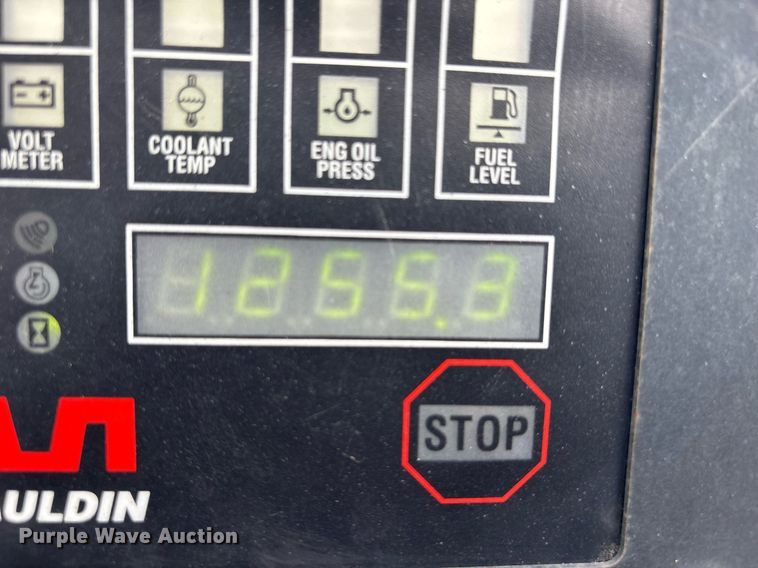 VOLT
METER
COOLANT
TEMP
ENG OIL
PRESS
FUEL
LEVEL
1255.3
STOP
AULDIN
Purple Wave Auction